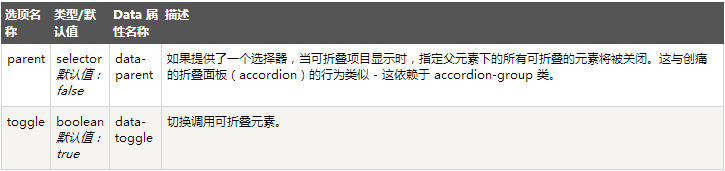 选项名称 类型/默认值 Data 属性名称 描述
parent selector 默认值：false data-parent 如果提供了一个选择器，当可折叠项目显示时，指定父元素下的所有可折叠的元素将被关闭。这与创痛的折叠面板（accordion）的行为类似 - 这依赖于 accordion-group 类。
toggle boolean 默认值：true data-toggle 切换调用可折叠元素。